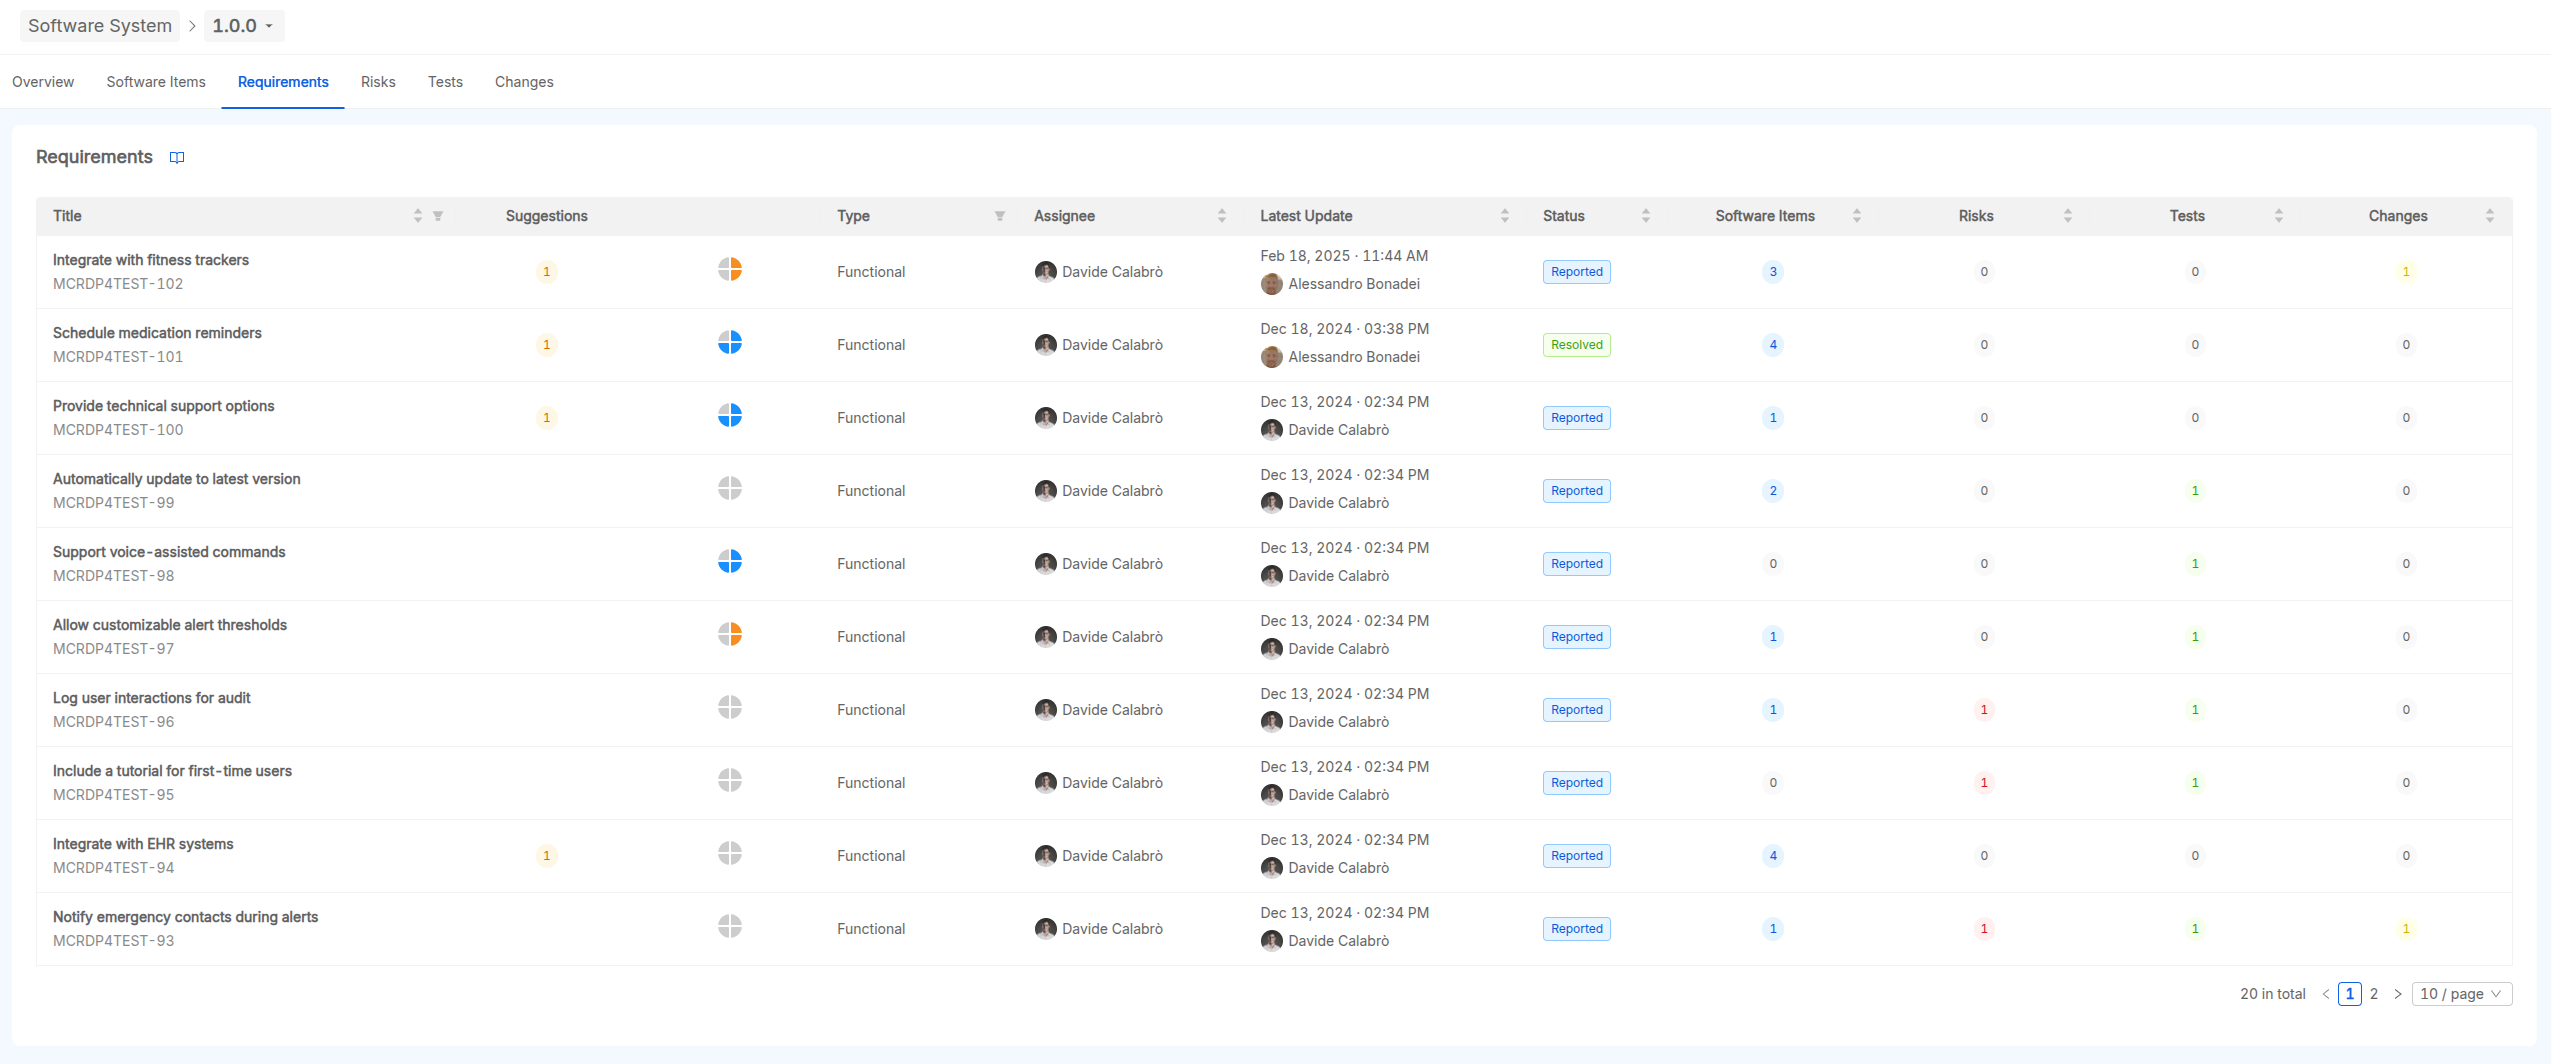 Software System > 1.0.0
Overview Software Items Requirements Risks Tests Changes
Requirements
Title Suggestions Type Assignee Latest Update Status Software Items Risks Tests Changes
Integrate with fitness trackers
MCRDP4TEST-102
1 Functional Davide Calabrò
Feb 18, 2025 · 11:44 AM
Alessandro Bonadei
Reported 3 0 0 1
Schedule medication reminders
MCRDP4TEST-101
1 Functional Davide Calabrò
Dec 18, 2024 · 03:38 PM
Alessandro Bonadei
Resolved 4 0 0 0
Provide technical support options
MCRDP4TEST-100
1 Functional Davide Calabrò
Dec 13, 2024 · 02:34 PM
Davide Calabrò
Reported 1 0 0 0
Automatically update to latest version
MCRDP4TEST-99
Functional Davide Calabrò
Dec 13, 2024 · 02:34 PM
Davide Calabrò
Reported 2 0 1 0
Support voice-assisted commands
MCRDP4TEST-98
Functional Davide Calabrò
Dec 13, 2024 · 02:34 PM
Davide Calabrò
Reported 0 0 1 0
Allow customizable alert thresholds
MCRDP4TEST-97
Functional Davide Calabrò
Dec 13, 2024 · 02:34 PM
Davide Calabrò
Reported 1 0 1 0
Log user interactions for audit
MCRDP4TEST-96
Functional Davide Calabrò
Dec 13, 2024 · 02:34 PM
Davide Calabrò
Reported 1 1 1 0
Include a tutorial for first-time users
MCRDP4TEST-95
Functional Davide Calabrò
Dec 13, 2024 · 02:34 PM
Davide Calabrò
Reported 0 1 1 0
Integrate with EHR systems
MCRDP4TEST-94
1 Functional Davide Calabrò
Dec 13, 2024 · 02:34 PM
Davide Calabrò
Reported 4 0 0 0
Notify emergency contacts during alerts
MCRDP4TEST-93
Functional Davide Calabrò
Dec 13, 2024 · 02:34 PM
Davide Calabrò
Reported 1 1 1 1
20 in total < 1 2 > 10 / page